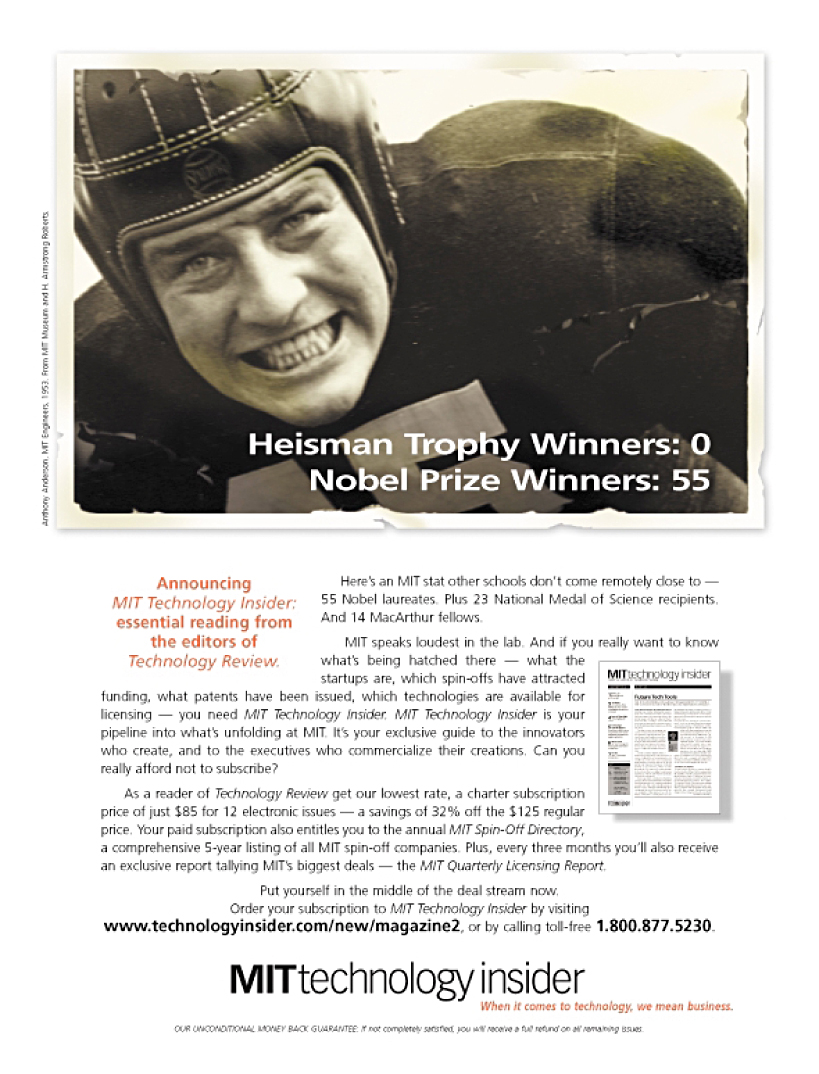 Anthony Anderson, MIT Engineers, 1953. From MIT Museum and H. Armstrong Roberts.
Heisman Trophy Winners: 0
Nobel Prize Winners: 55
Announcing
MIT Technology Insider:
essential reading from
the editors of
Technology Review.
Here's an MIT stat other schools don't come remotely close to —
55 Nobel laureates. Plus 23 National Medal of Science recipients.
And 14 MacArthur fellows.
MIT speaks loudest in the lab. And if you really want to know
what's being hatched there — what the
startups are, which spin-offs have attracted
funding, what patents have been issued, which technologies are available for
licensing — you need MIT Technology Insider. MIT Technology Insider is your
pipeline into what's unfolding at MIT. It's your exclusive guide to the innovators
who create, and to the executives who commercialize their creations. Can you
really afford not to subscribe?
MIT technology insider
Future Tech Tools
As a reader of Technology Review get our lowest rate, a charter subscription
price of just $85 for 12 electronic issues — a savings of 32% off the $125 regular
price. Your paid subscription also entitles you to the annual MIT Spin-Off Directory,
a comprehensive 5-year listing of all MIT spin-off companies. Plus, every three months you'll also receive
an exclusive report tallying MIT's biggest deals — the MIT Quarterly Licensing Report.
Put yourself in the middle of the deal stream now.
Order your subscription to MIT Technology Insider by visiting
www.technologyinsider.com/new/magazine2, or by calling toll-free 1.800.877.5230.
MIT technology insider
When it comes to technology, we mean business.
OUR UNCONDITIONAL MONEY BACK GUARANTEE: If not completely satisfied, you will receive a full refund on all remaining issues.